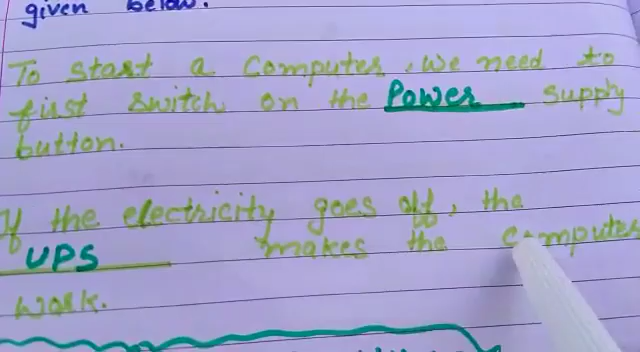 given below.
To start a computer, we need to
first switch on the Power supply
button.
If the electricity goes off, the
UPS makes the computer
work.